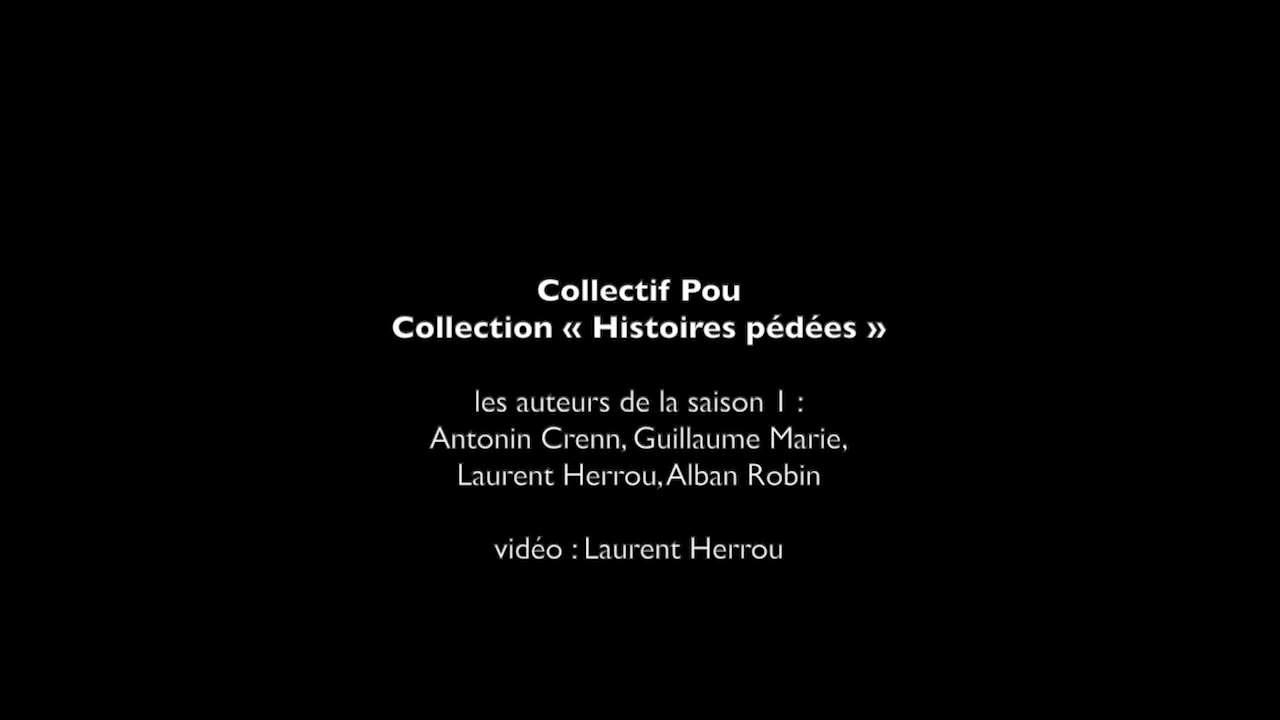 Collectif Pou
Collection « Histoires pédées »
les auteurs de la saison 1 :
Antonin Crenn, Guillaume Marie,
Laurent Herrou, Alban Robin
vidéo : Laurent Herrou